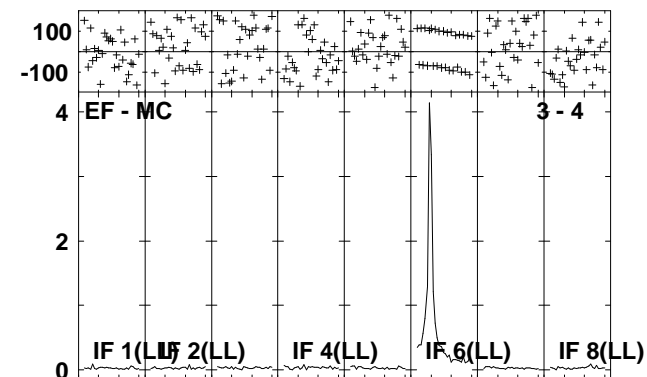 100
-100
EF - MC 3 - 4
4
2
0
IF 1(LL) IF 2(LL) IF 4(LL) IF 6(LL) IF 8(LL)